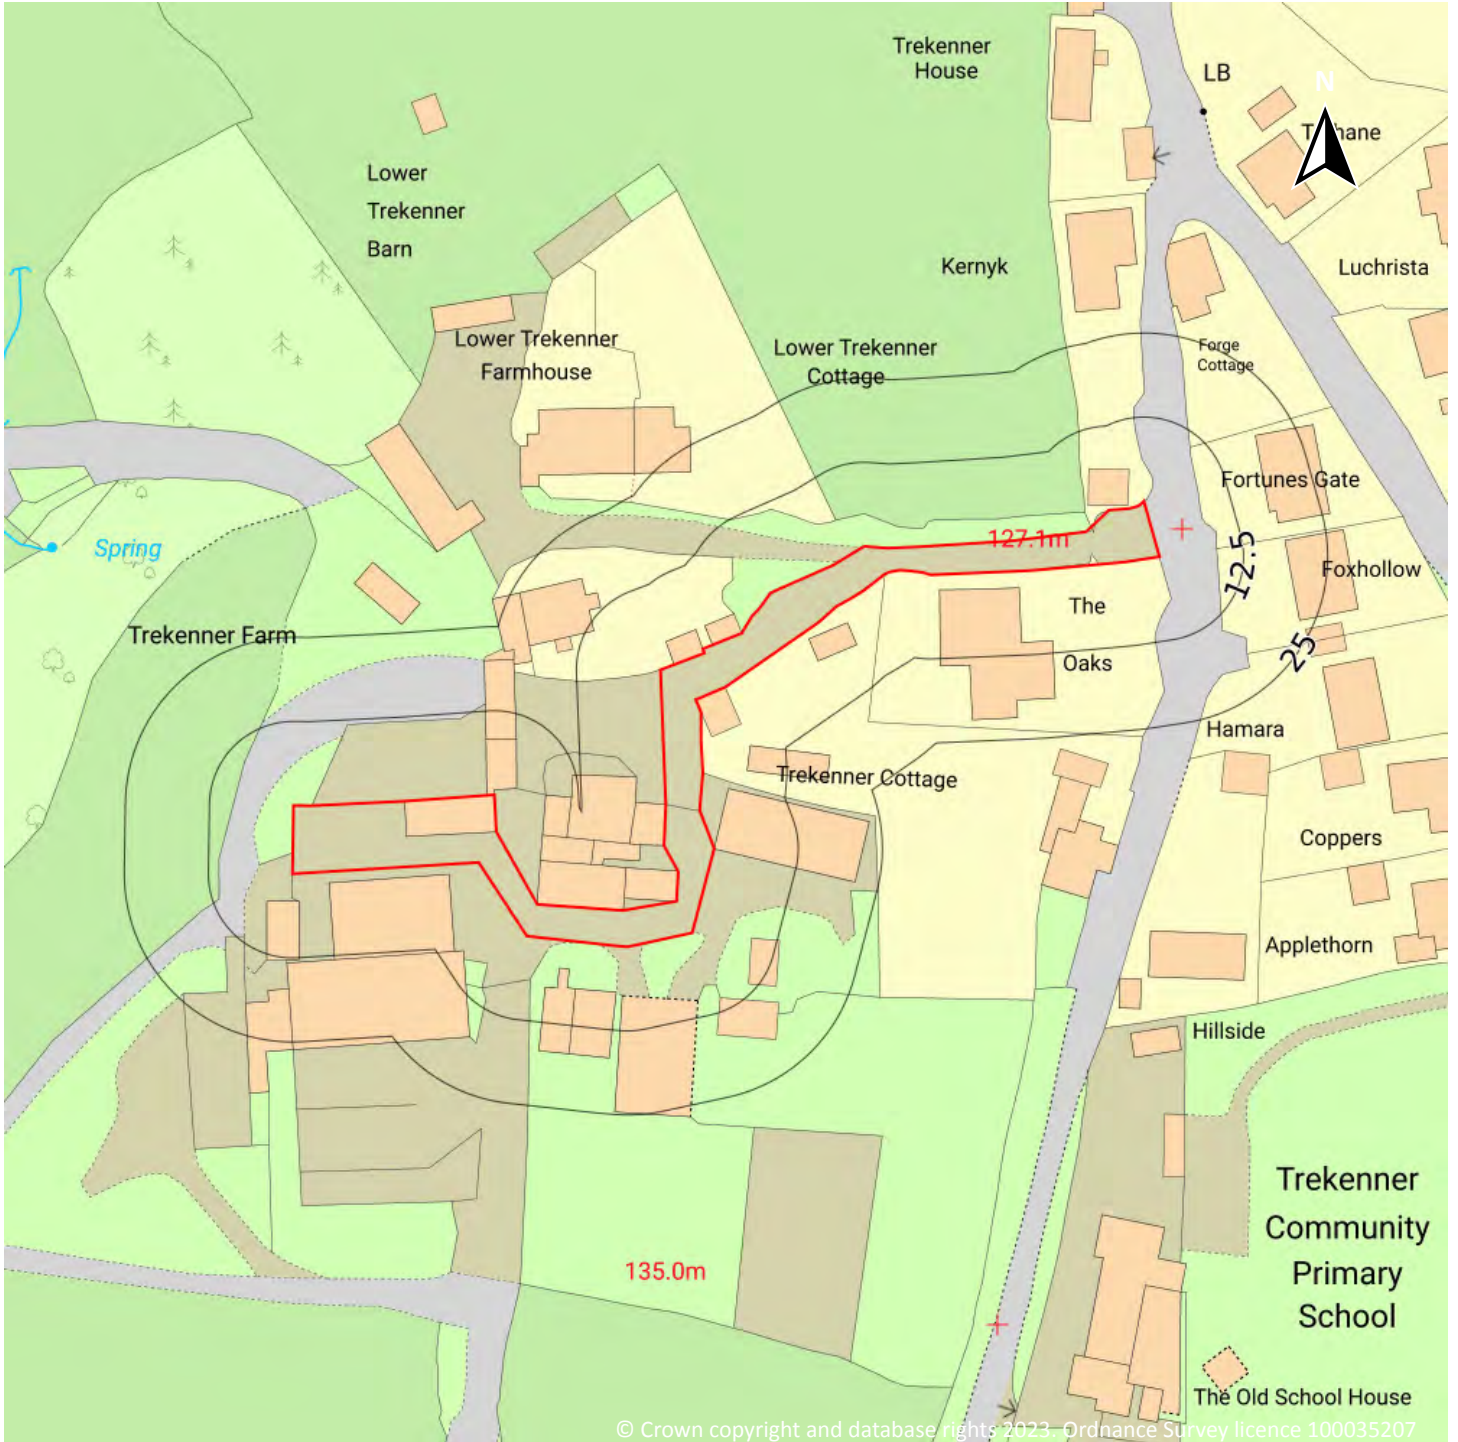 Trekenner
House
LB
N
Lower
Trekenner
Barn
Kernyk
Luchrista
Lower Trekenner
Farmhouse
Lower Trekenner
Cottage
Forge
Cottage
Fortunes Gate
Spring
127.1m
12.5
Foxhollow
The
Oaks
Trekenner Farm
25
Hamara
Trekenner Cottage
Coppers
Applethorn
Hillside
Trekenner
Community
Primary
School
135.0m
The Old School House
© Crown copyright and database rights 2023. Ordnance Survey licence 100035207